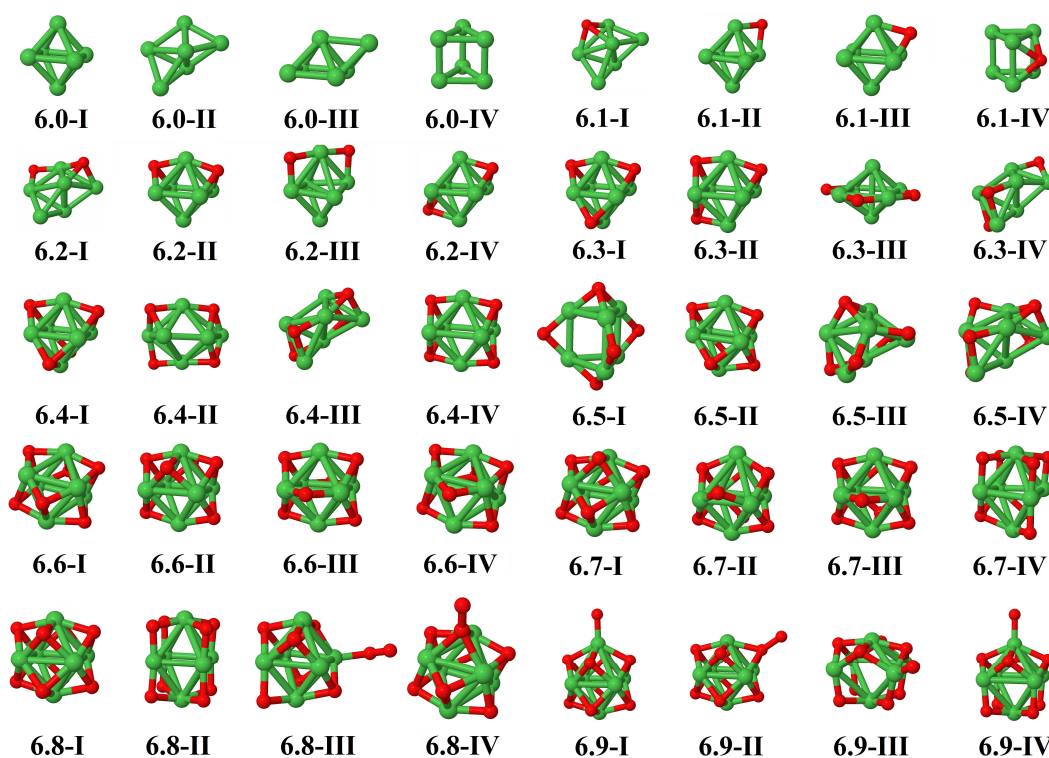 6.0-I 6.0-II 6.0-III 6.0-IV 6.1-I 6.1-II 6.1-III 6.1-IV
6.2-I 6.2-II 6.2-III 6.2-IV 6.3-I 6.3-II 6.3-III 6.3-IV
6.4-I 6.4-II 6.4-III 6.4-IV 6.5-I 6.5-II 6.5-III 6.5-IV
6.6-I 6.6-II 6.6-III 6.6-IV 6.7-I 6.7-II 6.7-III 6.7-IV
6.8-I 6.8-II 6.8-III 6.8-IV 6.9-I 6.9-II 6.9-III 6.9-IV